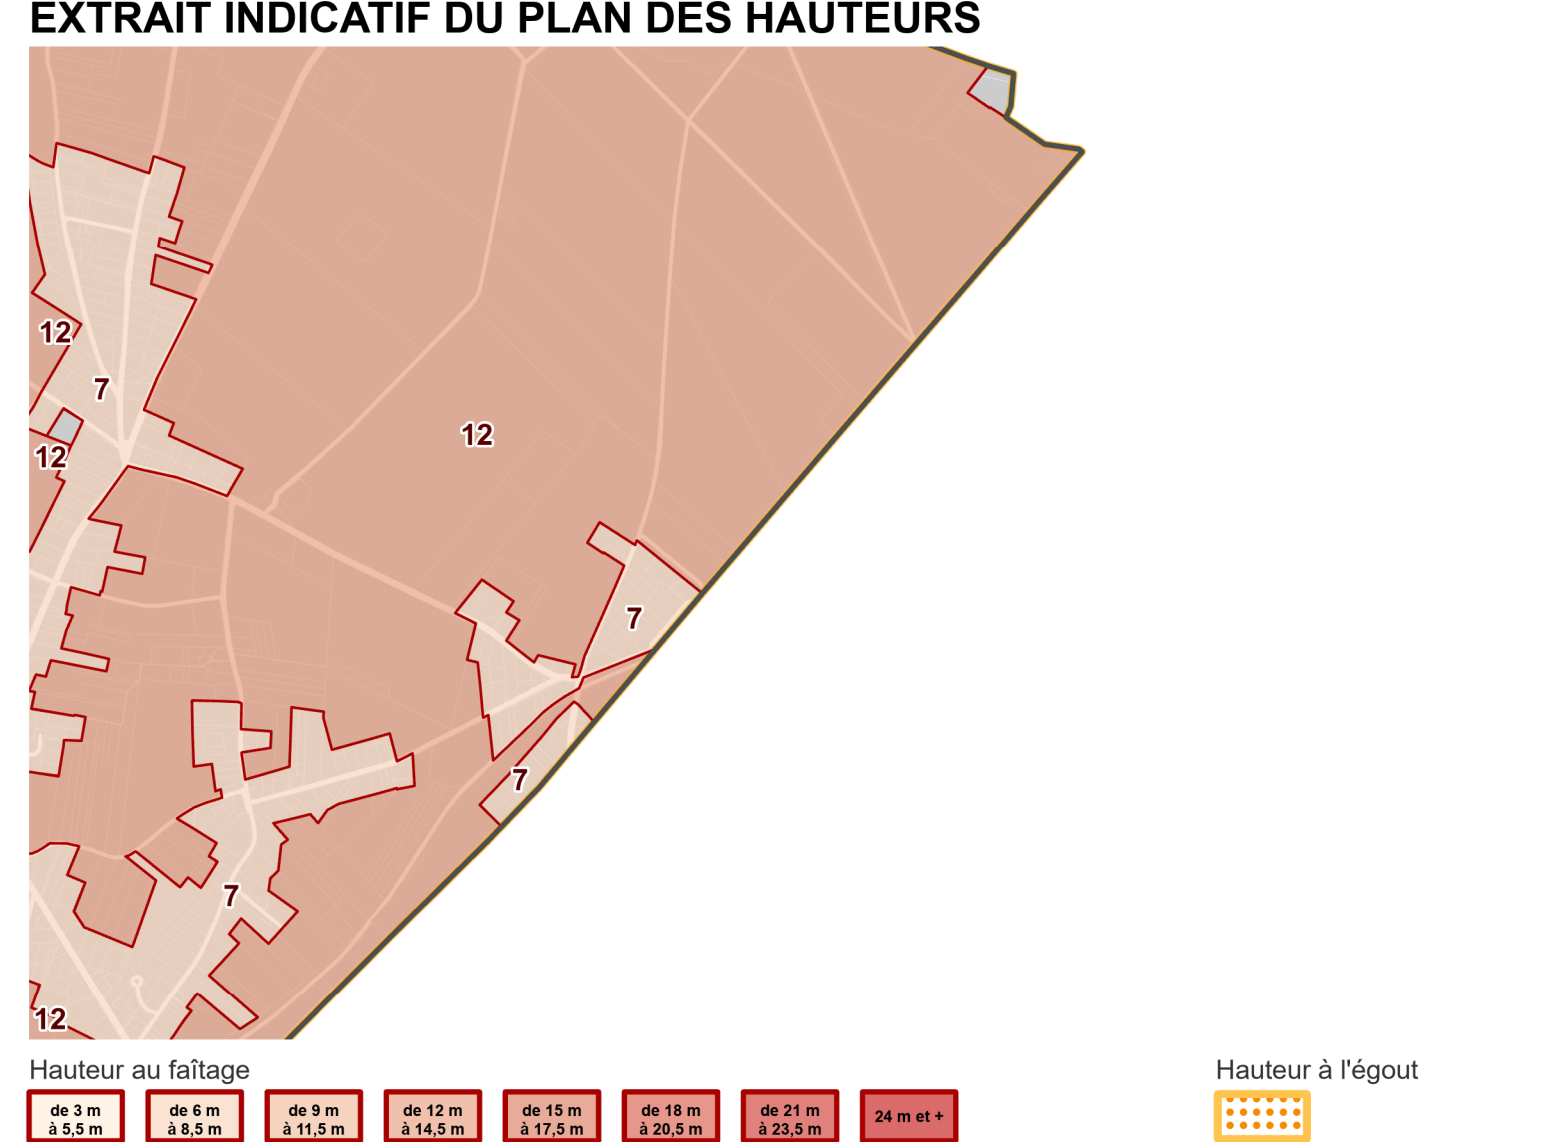 EXTRAIT INDICATIF DU PLAN DES HAUTEURS
12
7
12
12
7
7
7
12
Hauteur au faîtage
Hauteur à l'égout
de 3 m
à 5,5 m
de 6 m
à 8,5 m
de 9 m
à 11,5 m
de 12 m
à 14,5 m
de 15 m
à 17,5 m
de 18 m
à 20,5 m
de 21 m
à 23,5 m
24 m et +